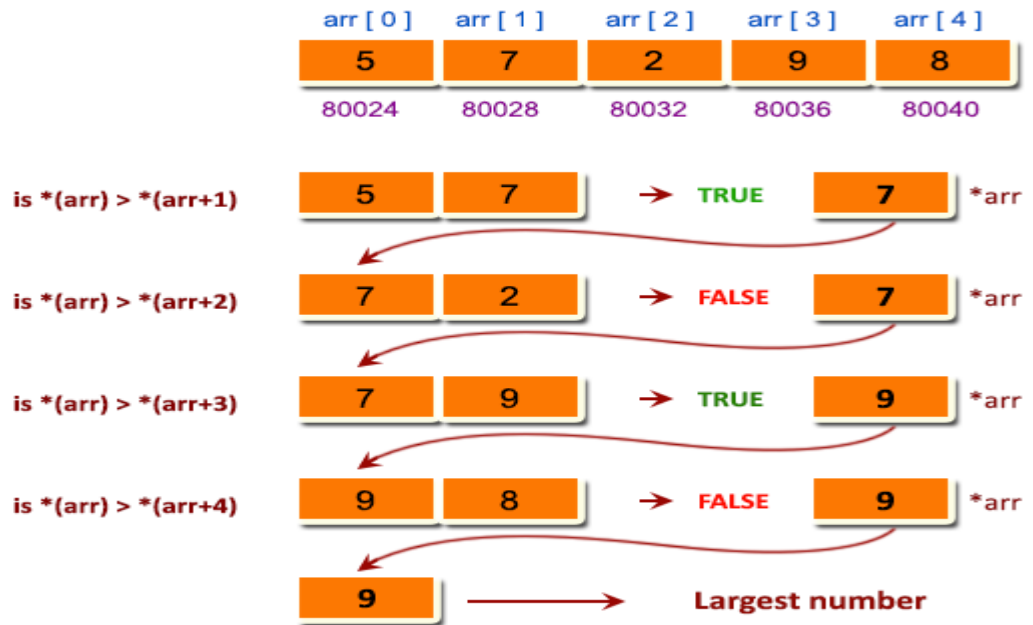 arr [ 0 ] arr [ 1 ] arr [ 2 ] arr [ 3 ] arr [ 4 ]
5 7 2 9 8
80024 80028 80032 80036 80040
is *(arr) > *(arr+1) 5 7 TRUE 7 *arr
is *(arr) > *(arr+2) 7 2 FALSE 7 *arr
is *(arr) > *(arr+3) 7 9 TRUE 9 *arr
is *(arr) > *(arr+4) 9 8 FALSE 9 *arr
9 Largest number